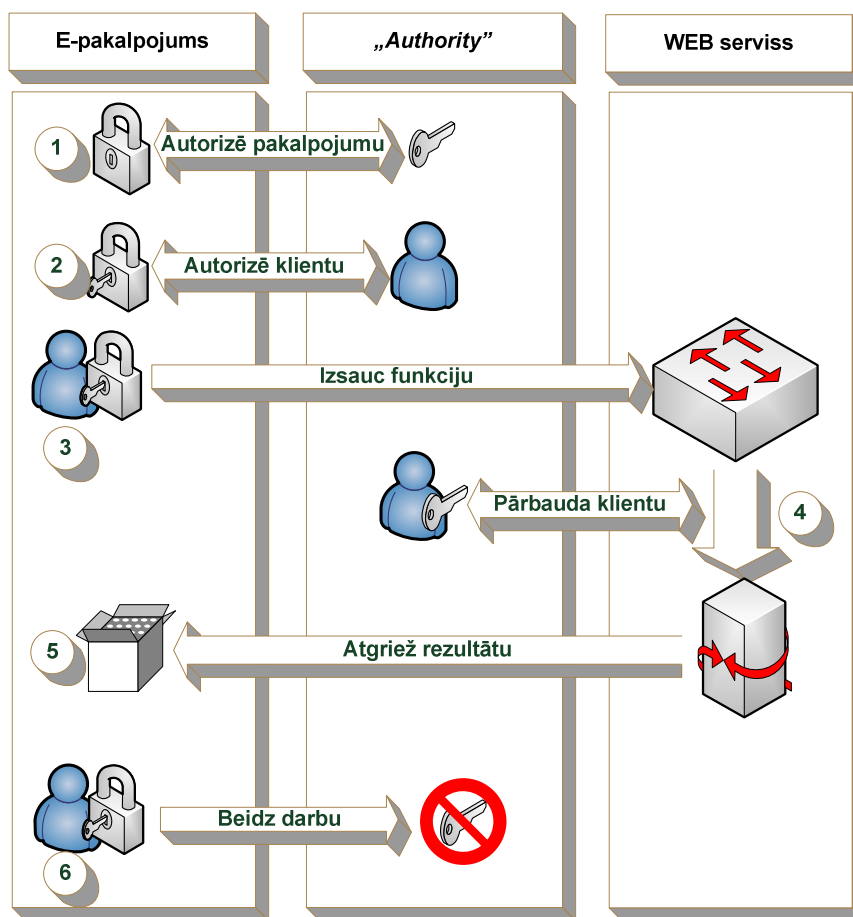 E-pakalpojums
„Authority”
WEB serviss
1
Autorizē pakalpojumu
2
Autorizē klientu
Izsauc funkciju
3
Pārbauda klientu
4
5
Atgriež rezultātu
Beidz darbu
6